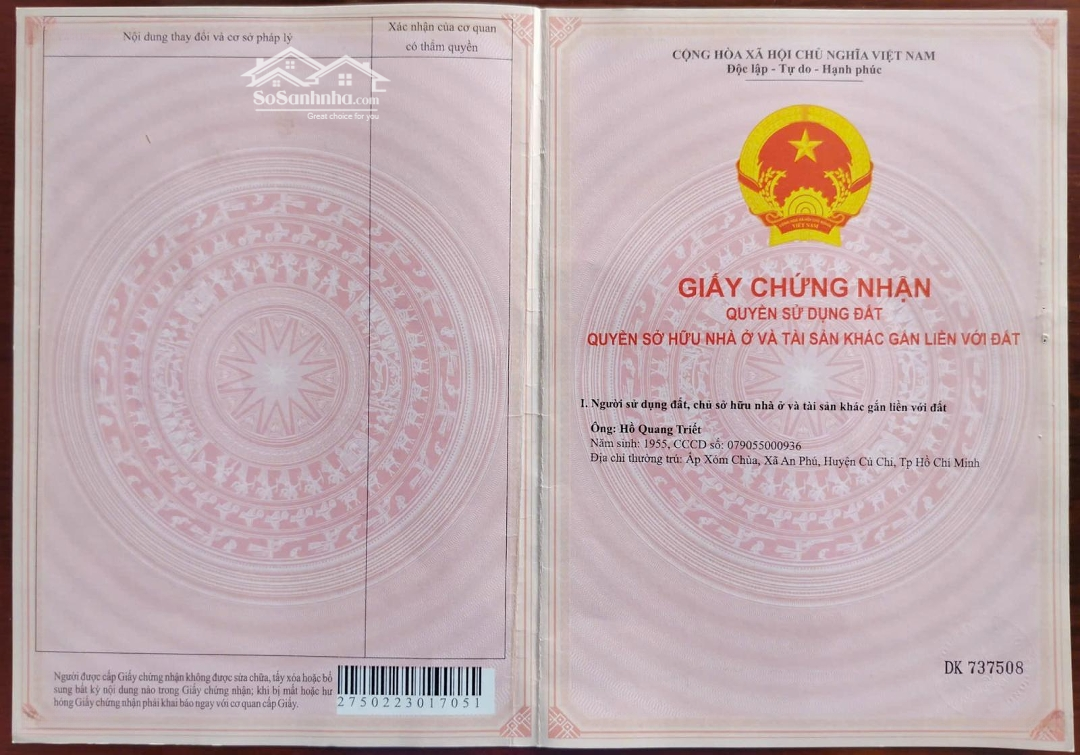 Nội dung thay đổi và cơ sở pháp lý
Xác nhận của cơ quan
có thẩm quyền
SoSanhnha.com
Great choice for you
Người được cấp Giấy chứng nhận không được sửa chữa, tẩy xóa hoặc bổ
sung bất kỳ nội dung nào trong Giấy chứng nhận; khi bị mất hoặc hư
hỏng Giấy chứng nhận phải khai báo ngay với cơ quan cấp Giấy.
2750223017051
CỘNG HÒA XÃ HỘI CHỦ NGHĨA VIỆT NAM
Độc lập - Tự do - Hạnh phúc
VIỆT NAM
GIẤY CHỨNG NHẬN
QUYỀN SỬ DỤNG ĐẤT
QUYỀN SỞ HỮU NHÀ Ở VÀ TÀI SẢN KHÁC GẮN LIỀN VỚI ĐẤT
I. Người sử dụng đất, chủ sở hữu nhà ở và tài sản khác gắn liền với đất
Ông: Hồ Quang Triết
Năm sinh: 1955, CCCD số: 079055000936
Địa chỉ thường trú: Ấp Xóm Chùa, Xã An Phú, Huyện Củ Chi, Tp Hồ Chí Minh
DK 737508